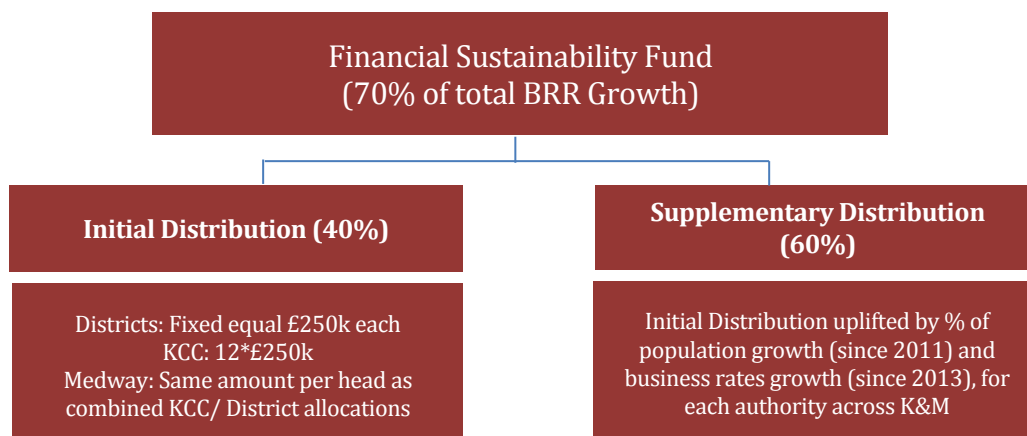 Financial Sustainability Fund
(70% of total BRR Growth)
Initial Distribution (40%)
Districts: Fixed equal £250k each
KCC: 12*£250k
Medway: Same amount per head as
combined KCC/ District allocations
Supplementary Distribution
(60%)
Initial Distribution uplifted by % of
population growth (since 2011) and
business rates growth (since 2013), for
each authority across K&M